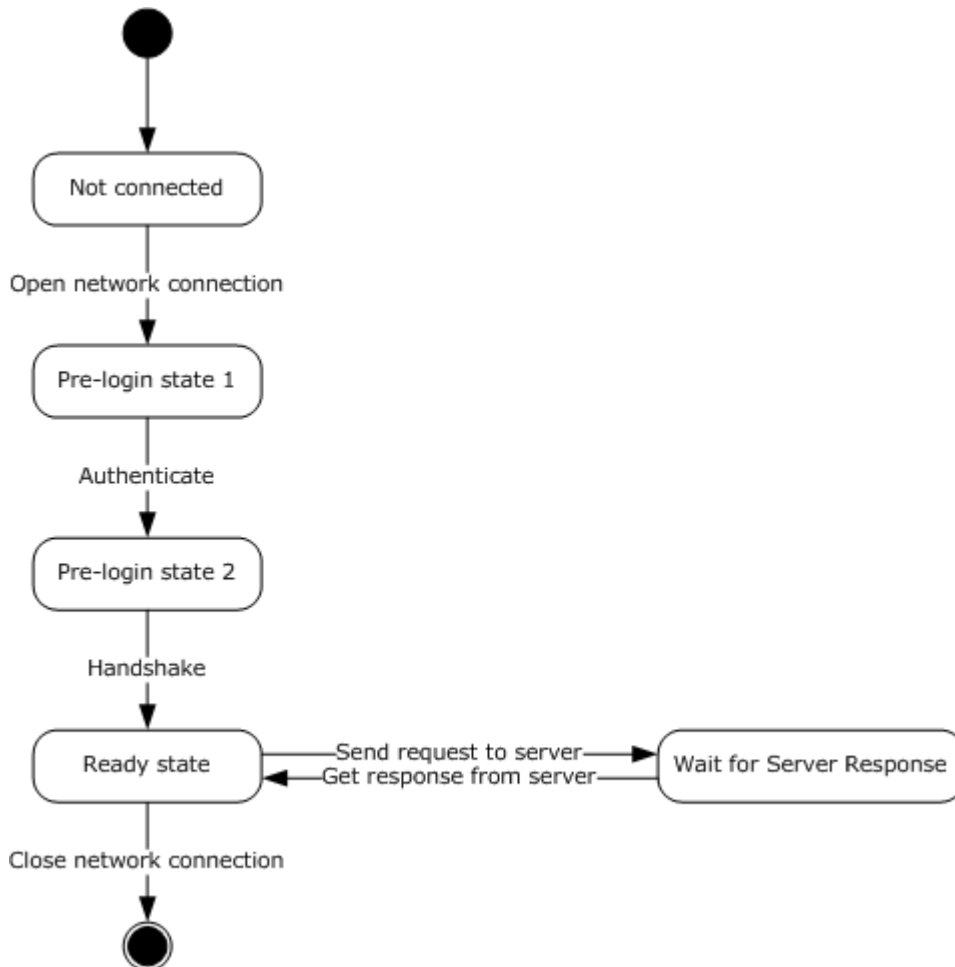 Not connected
Open network connection
Pre-login state 1
Authenticate
Pre-login state 2
Handshake
Ready state
Send request to server
Get response from server
Wait for Server Response
Close network connection